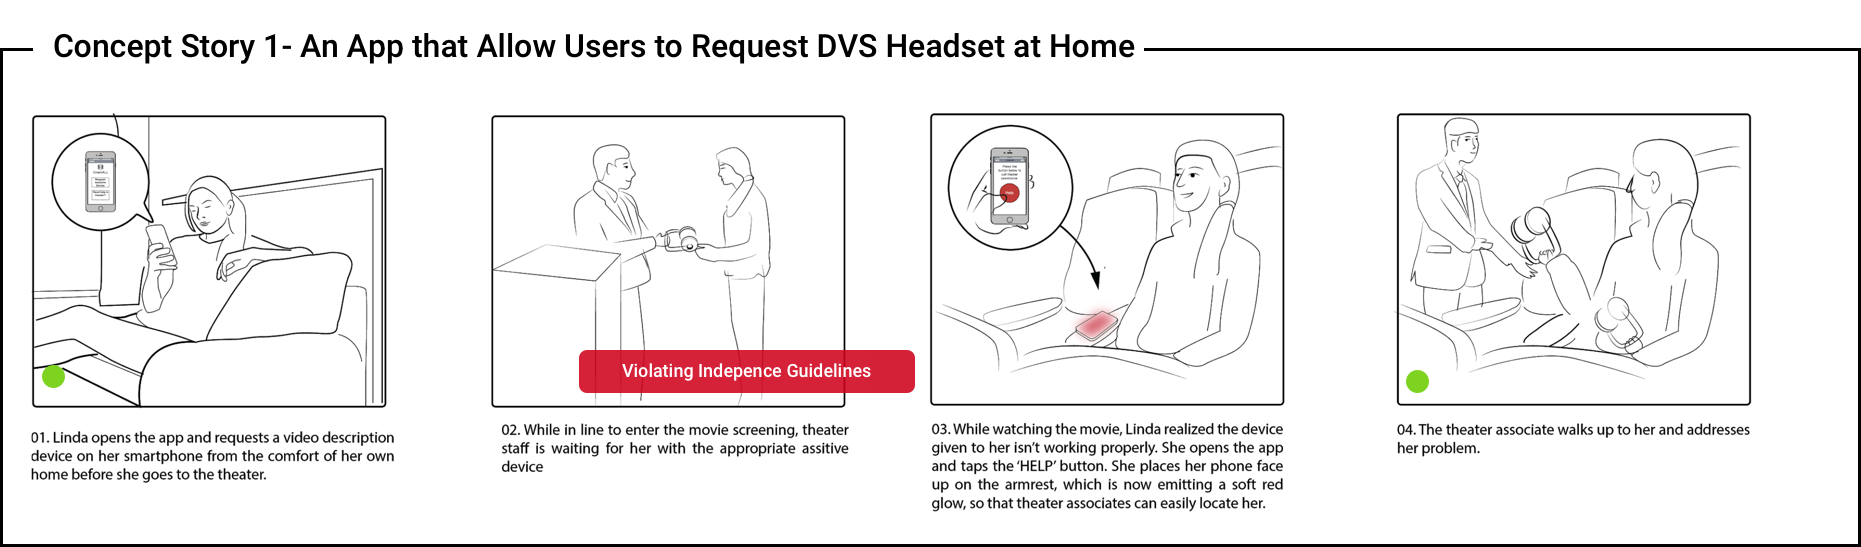 Concept Story 1- An App that Allow Users to Request DVS Headset at Home
Violating Indepence Guidelines
01. Linda opens the app and requests a video description
device on her smartphone from the comfort of her own
home before she goes to the theater.
02. While in line to enter the movie screening, theater
staff is waiting for her with the appropriate assitive
device
03. While watching the movie, Linda realized the device
given to her isn't working properly. She opens the app
and taps the 'HELP' button. She places her phone face
up on the armrest, which is now emitting a soft red
glow, so that theater associates can easily locate her.
04. The theater associate walks up to her and addresses
her problem.